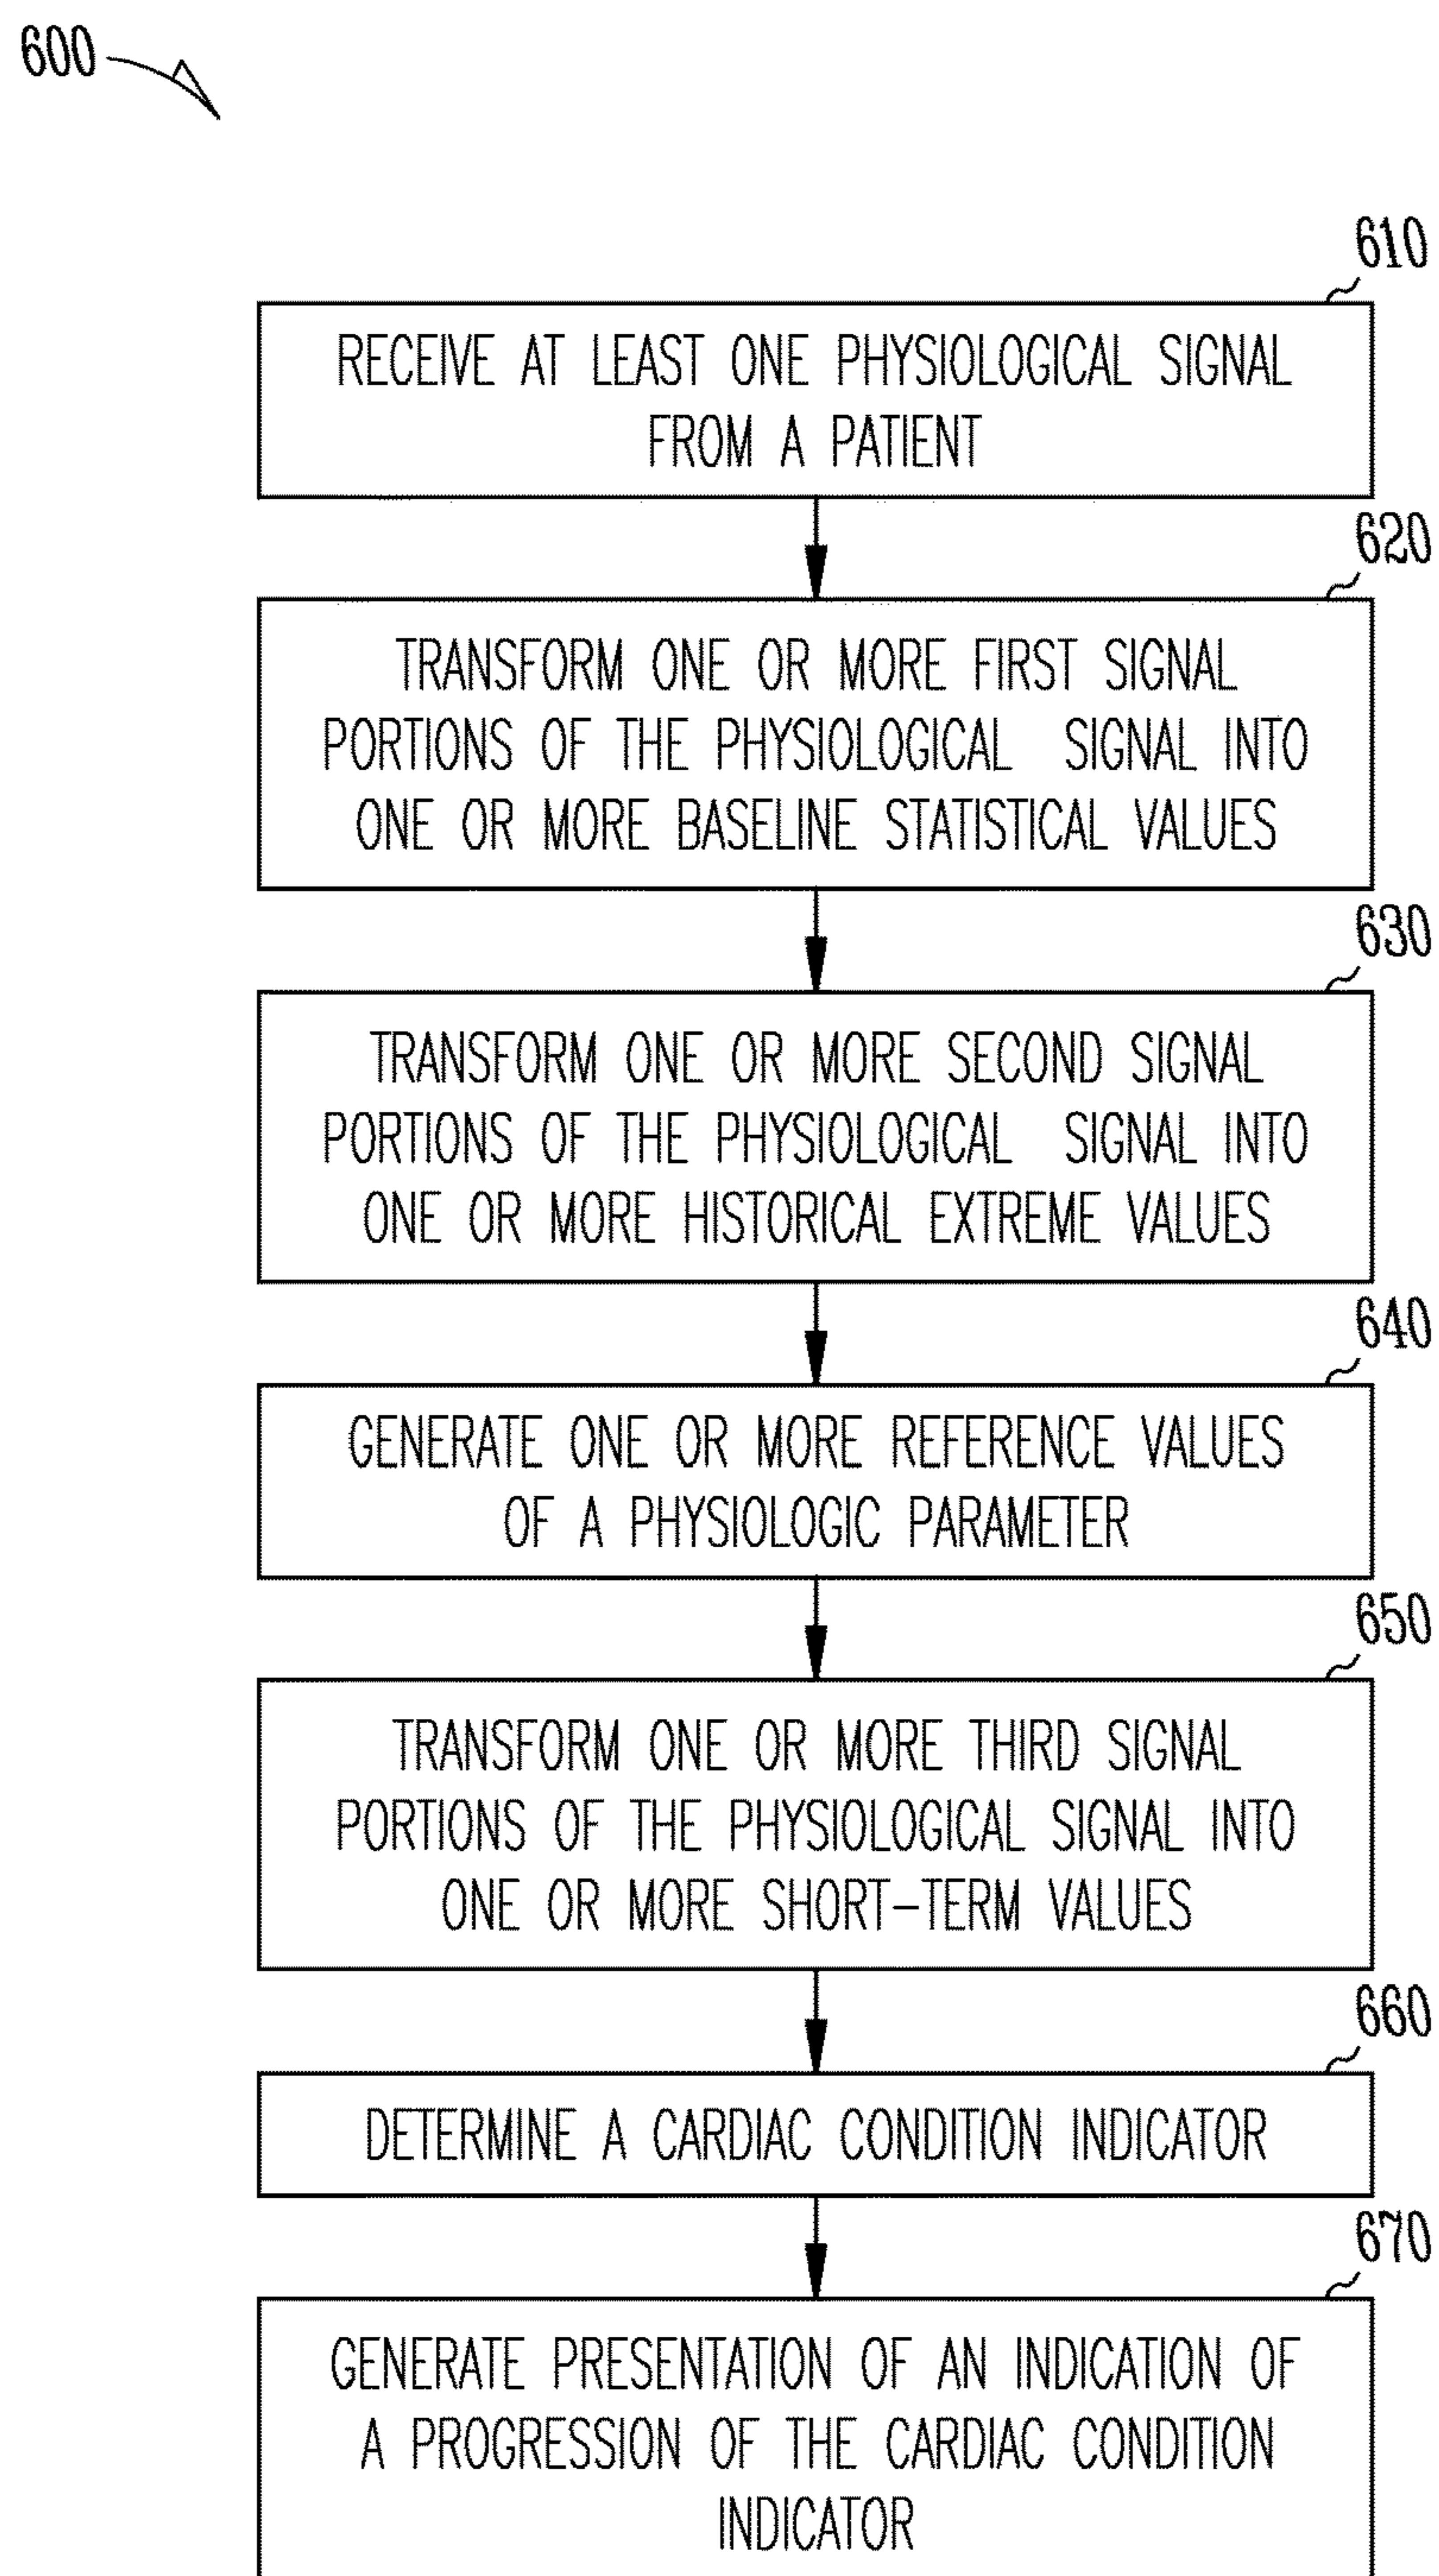 600
610
RECEIVE AT LEAST ONE PHYSIOLOGICAL SIGNAL
FROM A PATIENT
620
TRANSFORM ONE OR MORE FIRST SIGNAL
PORTIONS OF THE PHYSIOLOGICAL SIGNAL INTO
ONE OR MORE BASELINE STATISTICAL VALUES
630
TRANSFORM ONE OR MORE SECOND SIGNAL
PORTIONS OF THE PHYSIOLOGICAL SIGNAL INTO
ONE OR MORE HISTORICAL EXTREME VALUES
640
GENERATE ONE OR MORE REFERENCE VALUES
OF A PHYSIOLOGIC PARAMETER
650
TRANSFORM ONE OR MORE THIRD SIGNAL
PORTIONS OF THE PHYSIOLOGICAL SIGNAL INTO
ONE OR MORE SHORT-TERM VALUES
660
DETERMINE A CARDIAC CONDITION INDICATOR
670
GENERATE PRESENTATION OF AN INDICATION OF
A PROGRESSION OF THE CARDIAC CONDITION
INDICATOR